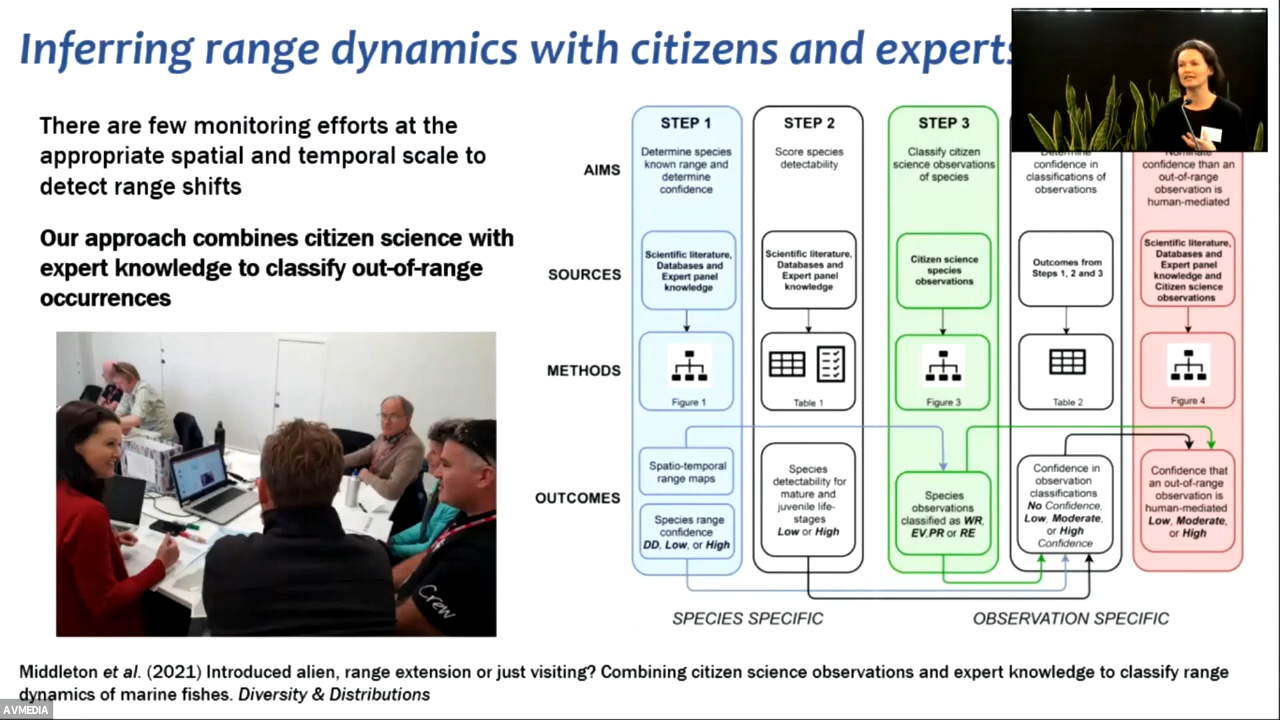 Inferring range dynamics with citizens and experts
There are few monitoring efforts at the
appropriate spatial and temporal scale to
detect range shifts
Our approach combines citizen science with
expert knowledge to classify out-of-range
occurrences
Crew
AIMS
SOURCES
METHODS
OUTCOMES
STEP 1
Determine species
known range and
determine
confidence
Scientific literature,
Databases and
Expert panel
knowledge
Figure 1
Spatio-temporal
range maps
Species range
confidence
DD, Low, or High
STEP 2
Score species
detectability
Scientific literature,
Databases and
Expert panel
knowledge
Table 1
Species
detectability for
mature and
juvenile life-
stages
Low or High
STEP 3
Classify citizen
science observations
of species
Citizen science
species
observations
Figure 3
Species
observations
classified as WR,
EV,PR or RE
Determine
confidence in
classifications of
observations
Outcomes from
Steps 1, 2 and 3
Table 2
Confidence in
observation
classifications
No Confidence,
Low, Moderate,
or High
Confidence
Nominate
confidence than an
out-of-range
observation is
human-mediated
Scientific literature,
Databases and
Expert panel
knowledge and
Citizen science
observations
Figure 4
Confidence that
an out-of-range
observation is
human-mediated
Low, Moderate,
or High
SPECIES SPECIFIC
OBSERVATION SPECIFIC
Middleton et al. (2021) Introduced alien, range extension or just visiting? Combining citizen science observations and expert knowledge to classify range
dynamics of marine fishes. Diversity & Distributions
AVMEDIA